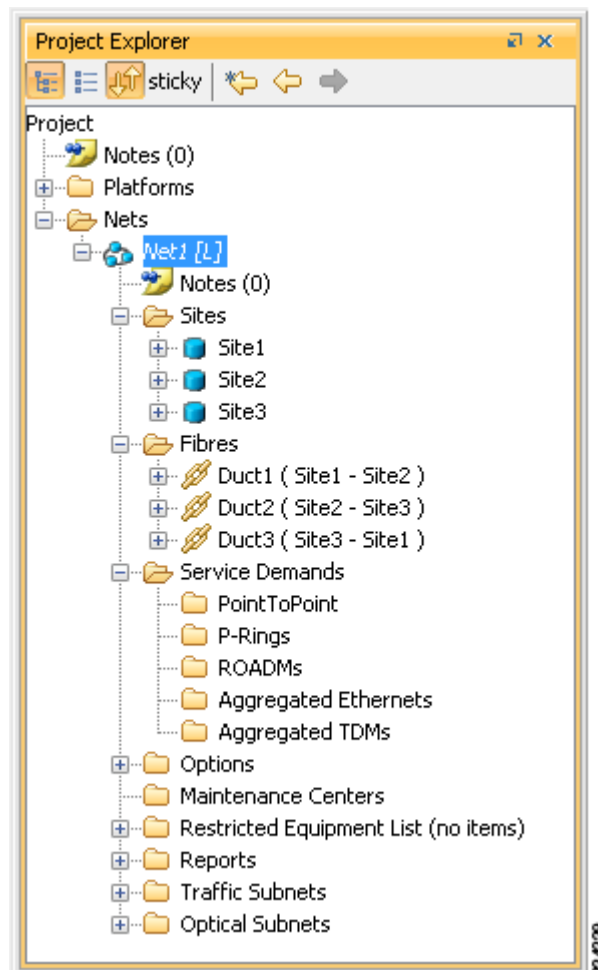 Project Explorer
sticky
Project
Notes (0)
Platforms
Nets
Net1 [L]
Notes (0)
Sites
Site1
Site2
Site3
Fibres
Duct1 ( Site1 - Site2 )
Duct2 ( Site2 - Site3 )
Duct3 ( Site3 - Site1 )
Service Demands
PointToPoint
P-Rings
ROADMs
Aggregated Ethernets
Aggregated TDMs
Options
Maintenance Centers
Restricted Equipment List (no items)
Reports
Traffic Subnets
Optical Subnets